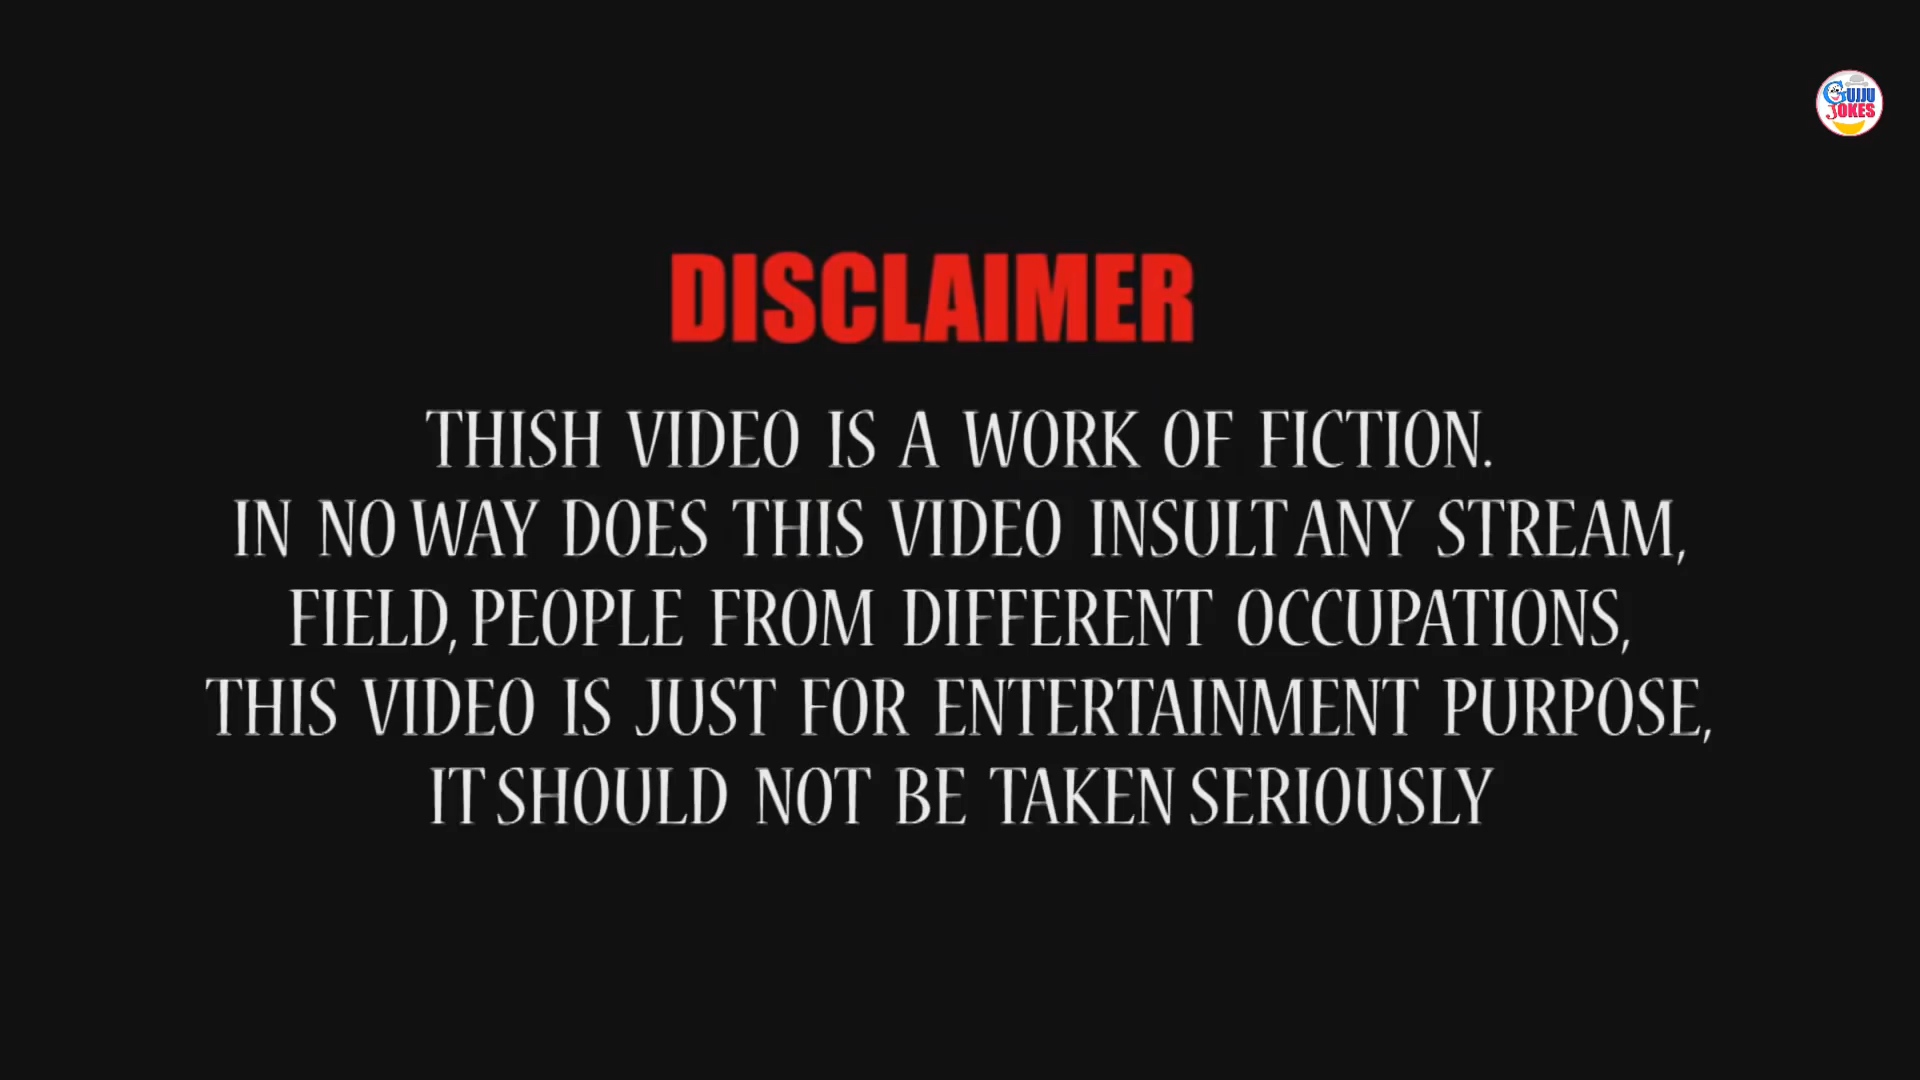 GUJJU
JOKES
DISCLAIMER
THISH VIDEO IS A WORK OF FICTION.
IN NO WAY DOES THIS VIDEO INSULT ANY STREAM,
FIELD, PEOPLE FROM DIFFERENT OCCUPATIONS,
THIS VIDEO IS JUST FOR ENTERTAINMENT PURPOSE,
IT SHOULD NOT BE TAKEN SERIOUSLY